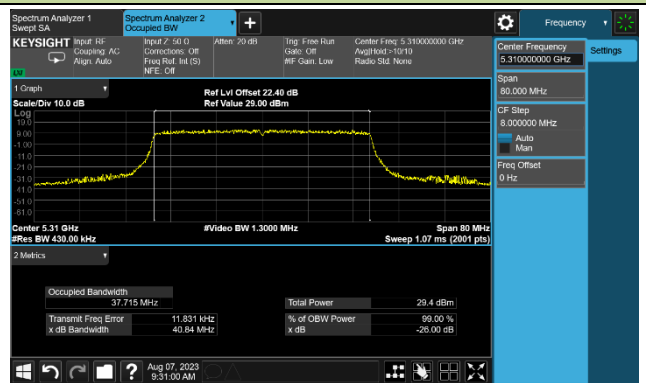 Spectrum Analyzer 1
Swept SA
Spectrum Analyzer 2
Occupied BW
Frequency
KEYSIGHT
Input: RF
Coupling: AC
Align: Auto
Input Z: 50 Ω
Corrections: Off
Freq Ref: Int (S)
NFE: Off
Atten: 20 dB
Trig: Free Run
Gate: Off
#IF Gain: Low
Center Freq: 5.310000000 GHz
Avg|Hold:>10/10
Radio Std: None
LU
Center Frequency
5.310000000 GHz
Settings
Span
80.000 MHz
CF Step
8.000000 MHz
Auto
Man
Freq Offset
0 Hz
1 Graph
Scale/Div 10.0 dB
Ref Lvl Offset 22.40 dB
Ref Value 29.00 dBm
Log
19.0
9.00
-1.00
-11.0
-21.0
-31.0
-41.0
-51.0
-61.0
Center 5.31 GHz
#Video BW 1.3000 MHz
Span 80 MHz
#Res BW 430.00 kHz
Sweep 1.07 ms (2001 pts)
2 Metrics
Occupied Bandwidth
37.715 MHz
Total Power 29.4 dBm
Transmit Freq Error 11.831 kHz
% of OBW Power 99.00 %
x dB Bandwidth 40.84 MHz
x dB -26.00 dB
?
Aug 07, 2023
9:31:00 AM